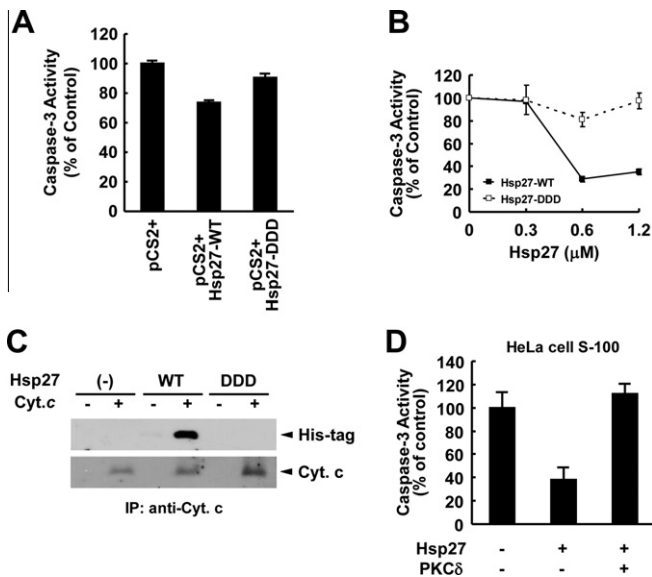 A
Caspase-3 Activity
(% of Control)
120
100
80
60
40
20
0
pCS2+
pCS2+
Hsp27-WT
pCS2+
Hsp27-DDD
B
Caspase-3 Activity
(% of Control)
120
100
80
60
40
20
0
Hsp27-WT
Hsp27-DDD
0 0.3 0.6 1.2
Hsp27 (μM)
C
Hsp27 (-) WT DDD
Cyt.c - + - + - +
His-tag
Cyt. c
IP: anti-Cyt. c
D
HeLa cell S-100
Caspase-3 Activity
(% of control)
140
120
100
80
60
40
20
0
Hsp27 - + +
PKCδ - - +